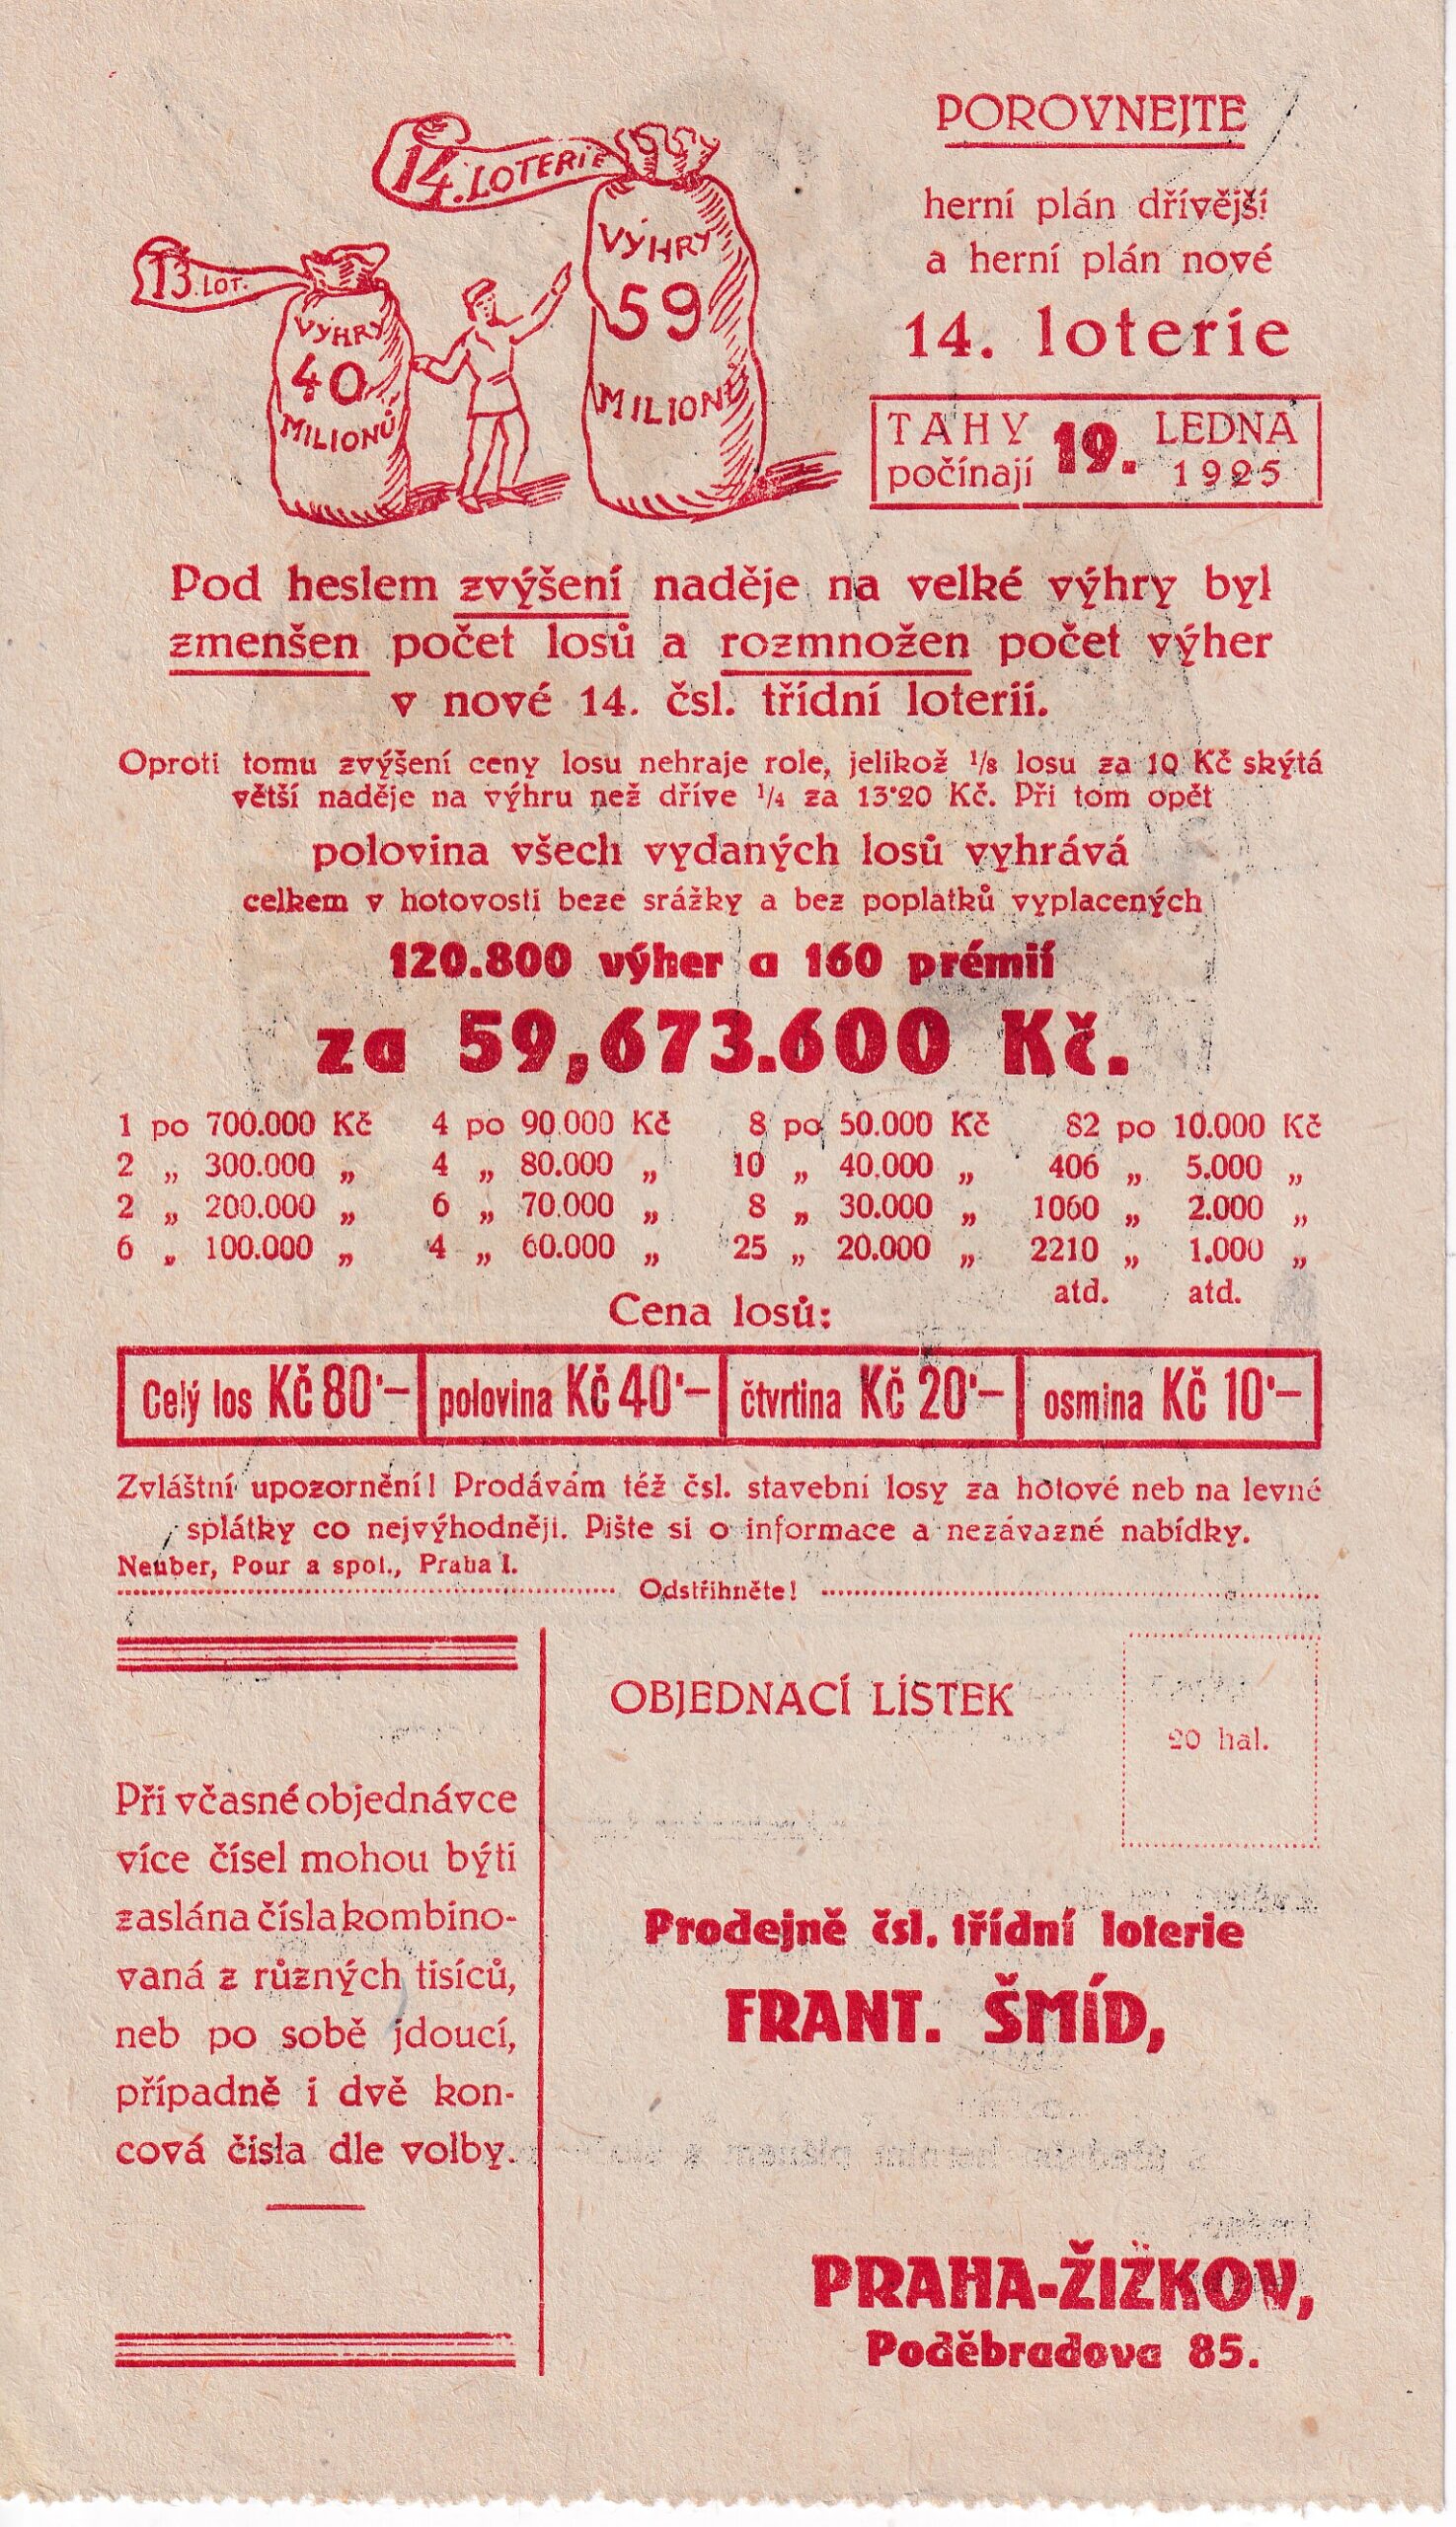 14. LOTERIE
13. LOT.
VÝHRY
40
MILIONŮ
VÝHRY
59
MILIONŮ
POROVNEJTE
herní plán dřívější
a herní plán nové
14. loterie
TAHY
počínají
19.
LEDNA
1925
Pod heslem zvýšení naděje na velké výhry byl
zmenšen počet losů a rozmnožen počet výher
v nové 14. čsl. třídní loterii.
Oproti tomu zvýšení ceny losu nehraje role, jelikož 1/8 losu za 10 Kč skýtá
větší naděje na výhru než dříve 1/4 za 13·20 Kč. Při tom opět
polovina všech vydaných losů vyhrává
celkem v hotovosti beze srážky a bez poplatků vyplacených
120.800 výher a 160 prémií
za 59,673.600 Kč.
1 po 700.000 Kč 4 po 90.000 Kč 8 po 50.000 Kč 82 po 10.000 Kč
2 „ 300.000 „ 4 „ 80.000 „ 10 „ 40.000 „ 406 „ 5.000 „
2 „ 200.000 „ 6 „ 70.000 „ 8 „ 30.000 „ 1060 „ 2.000 „
6 „ 100.000 „ 4 „ 60.000 „ 25 „ 20.000 „ 2210 „ 1.000 „
atd. atd.
Cena losů:
Celý los Kč 80·— polovina Kč 40·— čtvrtina Kč 20·— osmina Kč 10·—
Zvláštní upozornění! Prodávám též čsl. stavební losy za hotové neb na levné
splátky co nejvýhodněji. Pište si o informace a nezávazné nabídky.
Neuber, Pour a spol., Praha I.
Odstřihněte!
Při včasné objednávce
více čísel mohou býti
zaslána čísla kombino-
vaná z různých tisíců,
neb po sobě jdoucí,
případně i dvě kon-
cová čísla dle volby.
OBJEDNACÍ LÍSTEK
20 hal.
Prodejně čsl. třídní loterie
FRANT. ŠMÍD,
PRAHA-ŽIŽKOV,
Poděbradova 85.